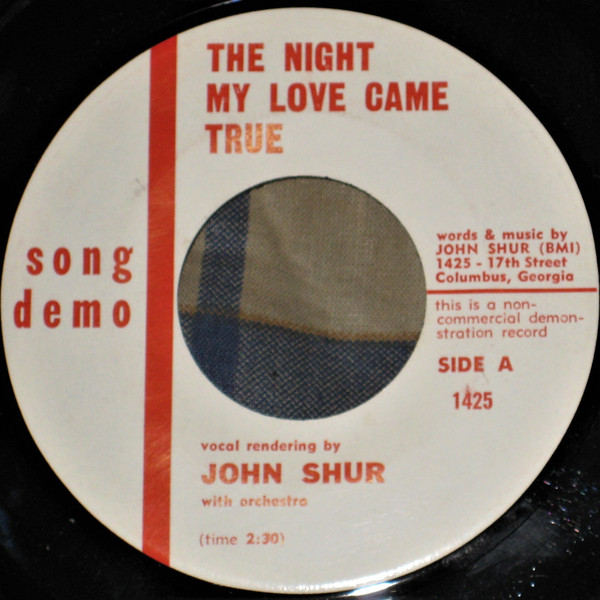 THE NIGHT
MY LOVE CAME
TRUE
song
demo
words & music by
JOHN SHUR (BMI)
1425 - 17th Street
Columbus, Georgia
this is a non-
commercial demon-
stration record
SIDE A
1425
vocal rendering by
JOHN SHUR
with orchestra
(time 2:30)